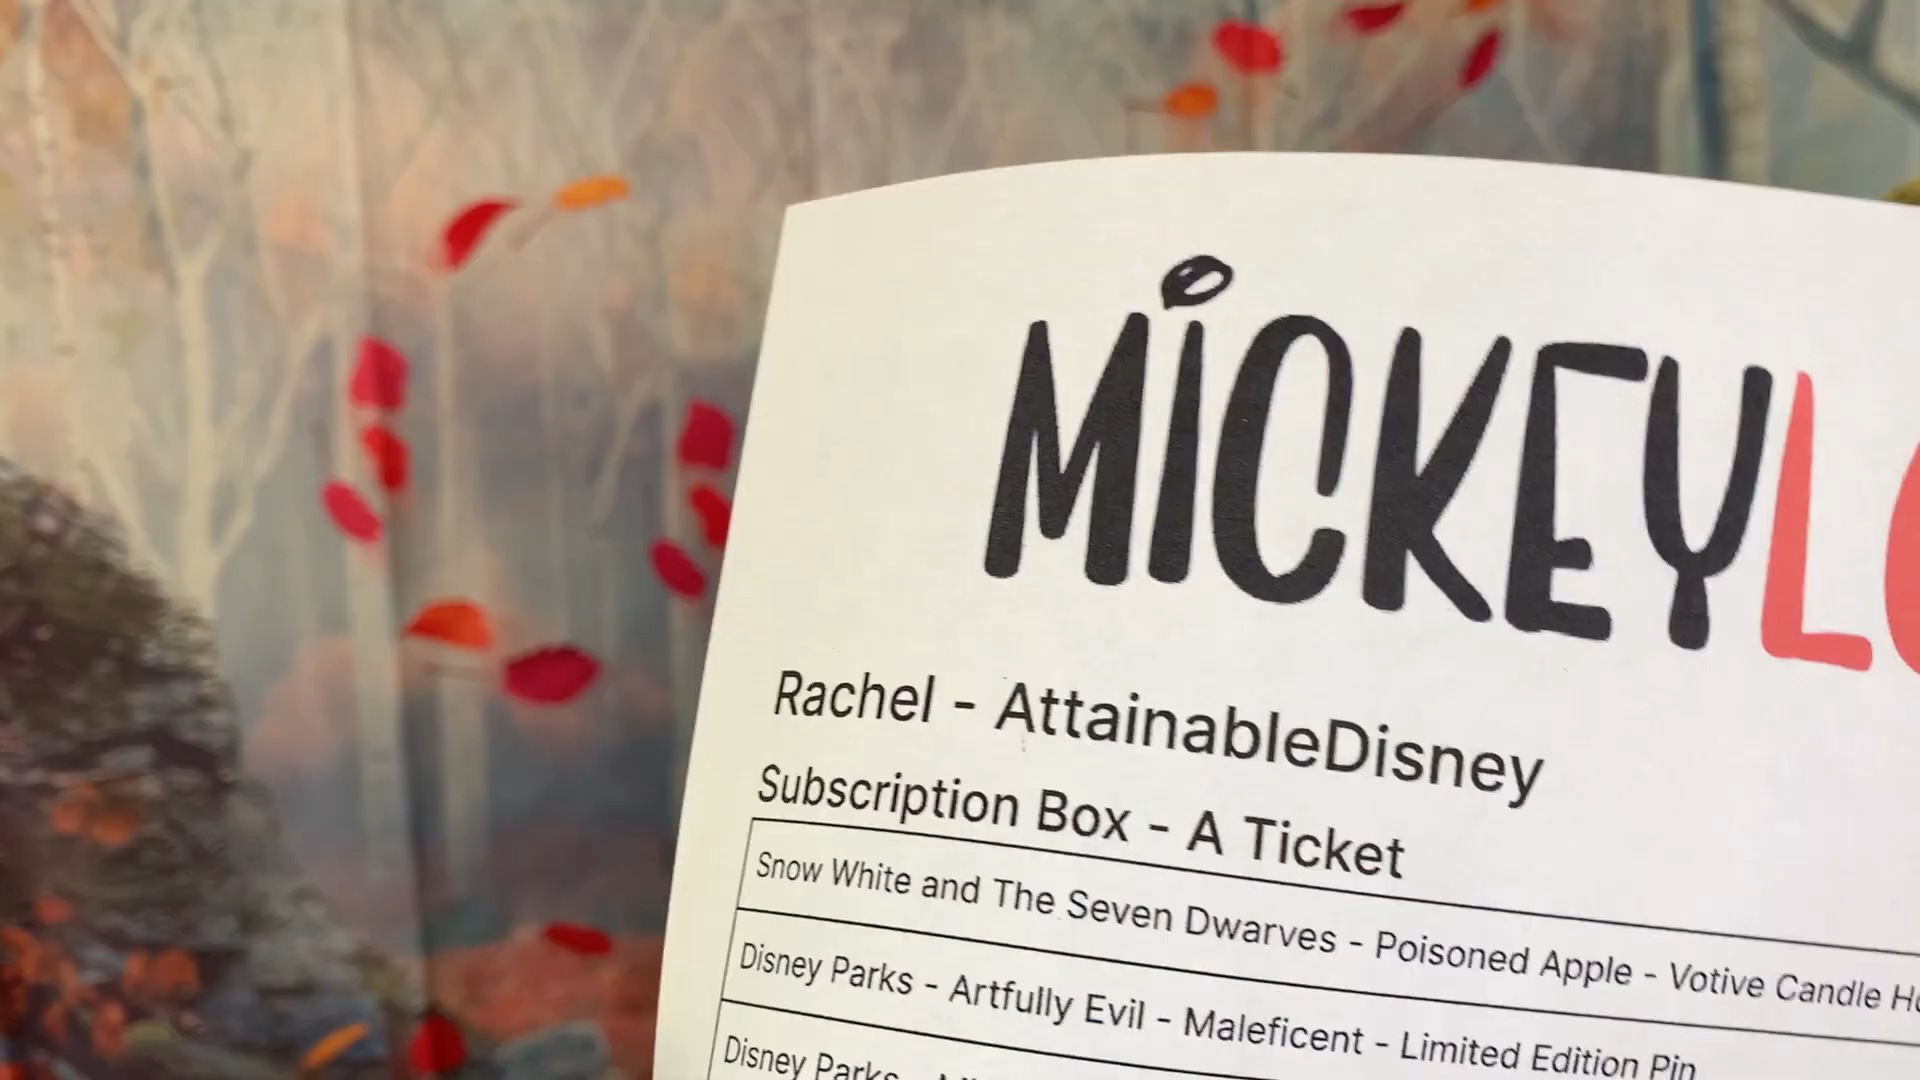 MiCKEYL
Rachel - AttainableDisney
Subscription Box - A Ticket
Snow White and The Seven Dwarves - Poisoned Apple - Votive Candle
Disney Parks - Artfully Evil - Maleficent - Limited Edition Pin
Disney Parks -